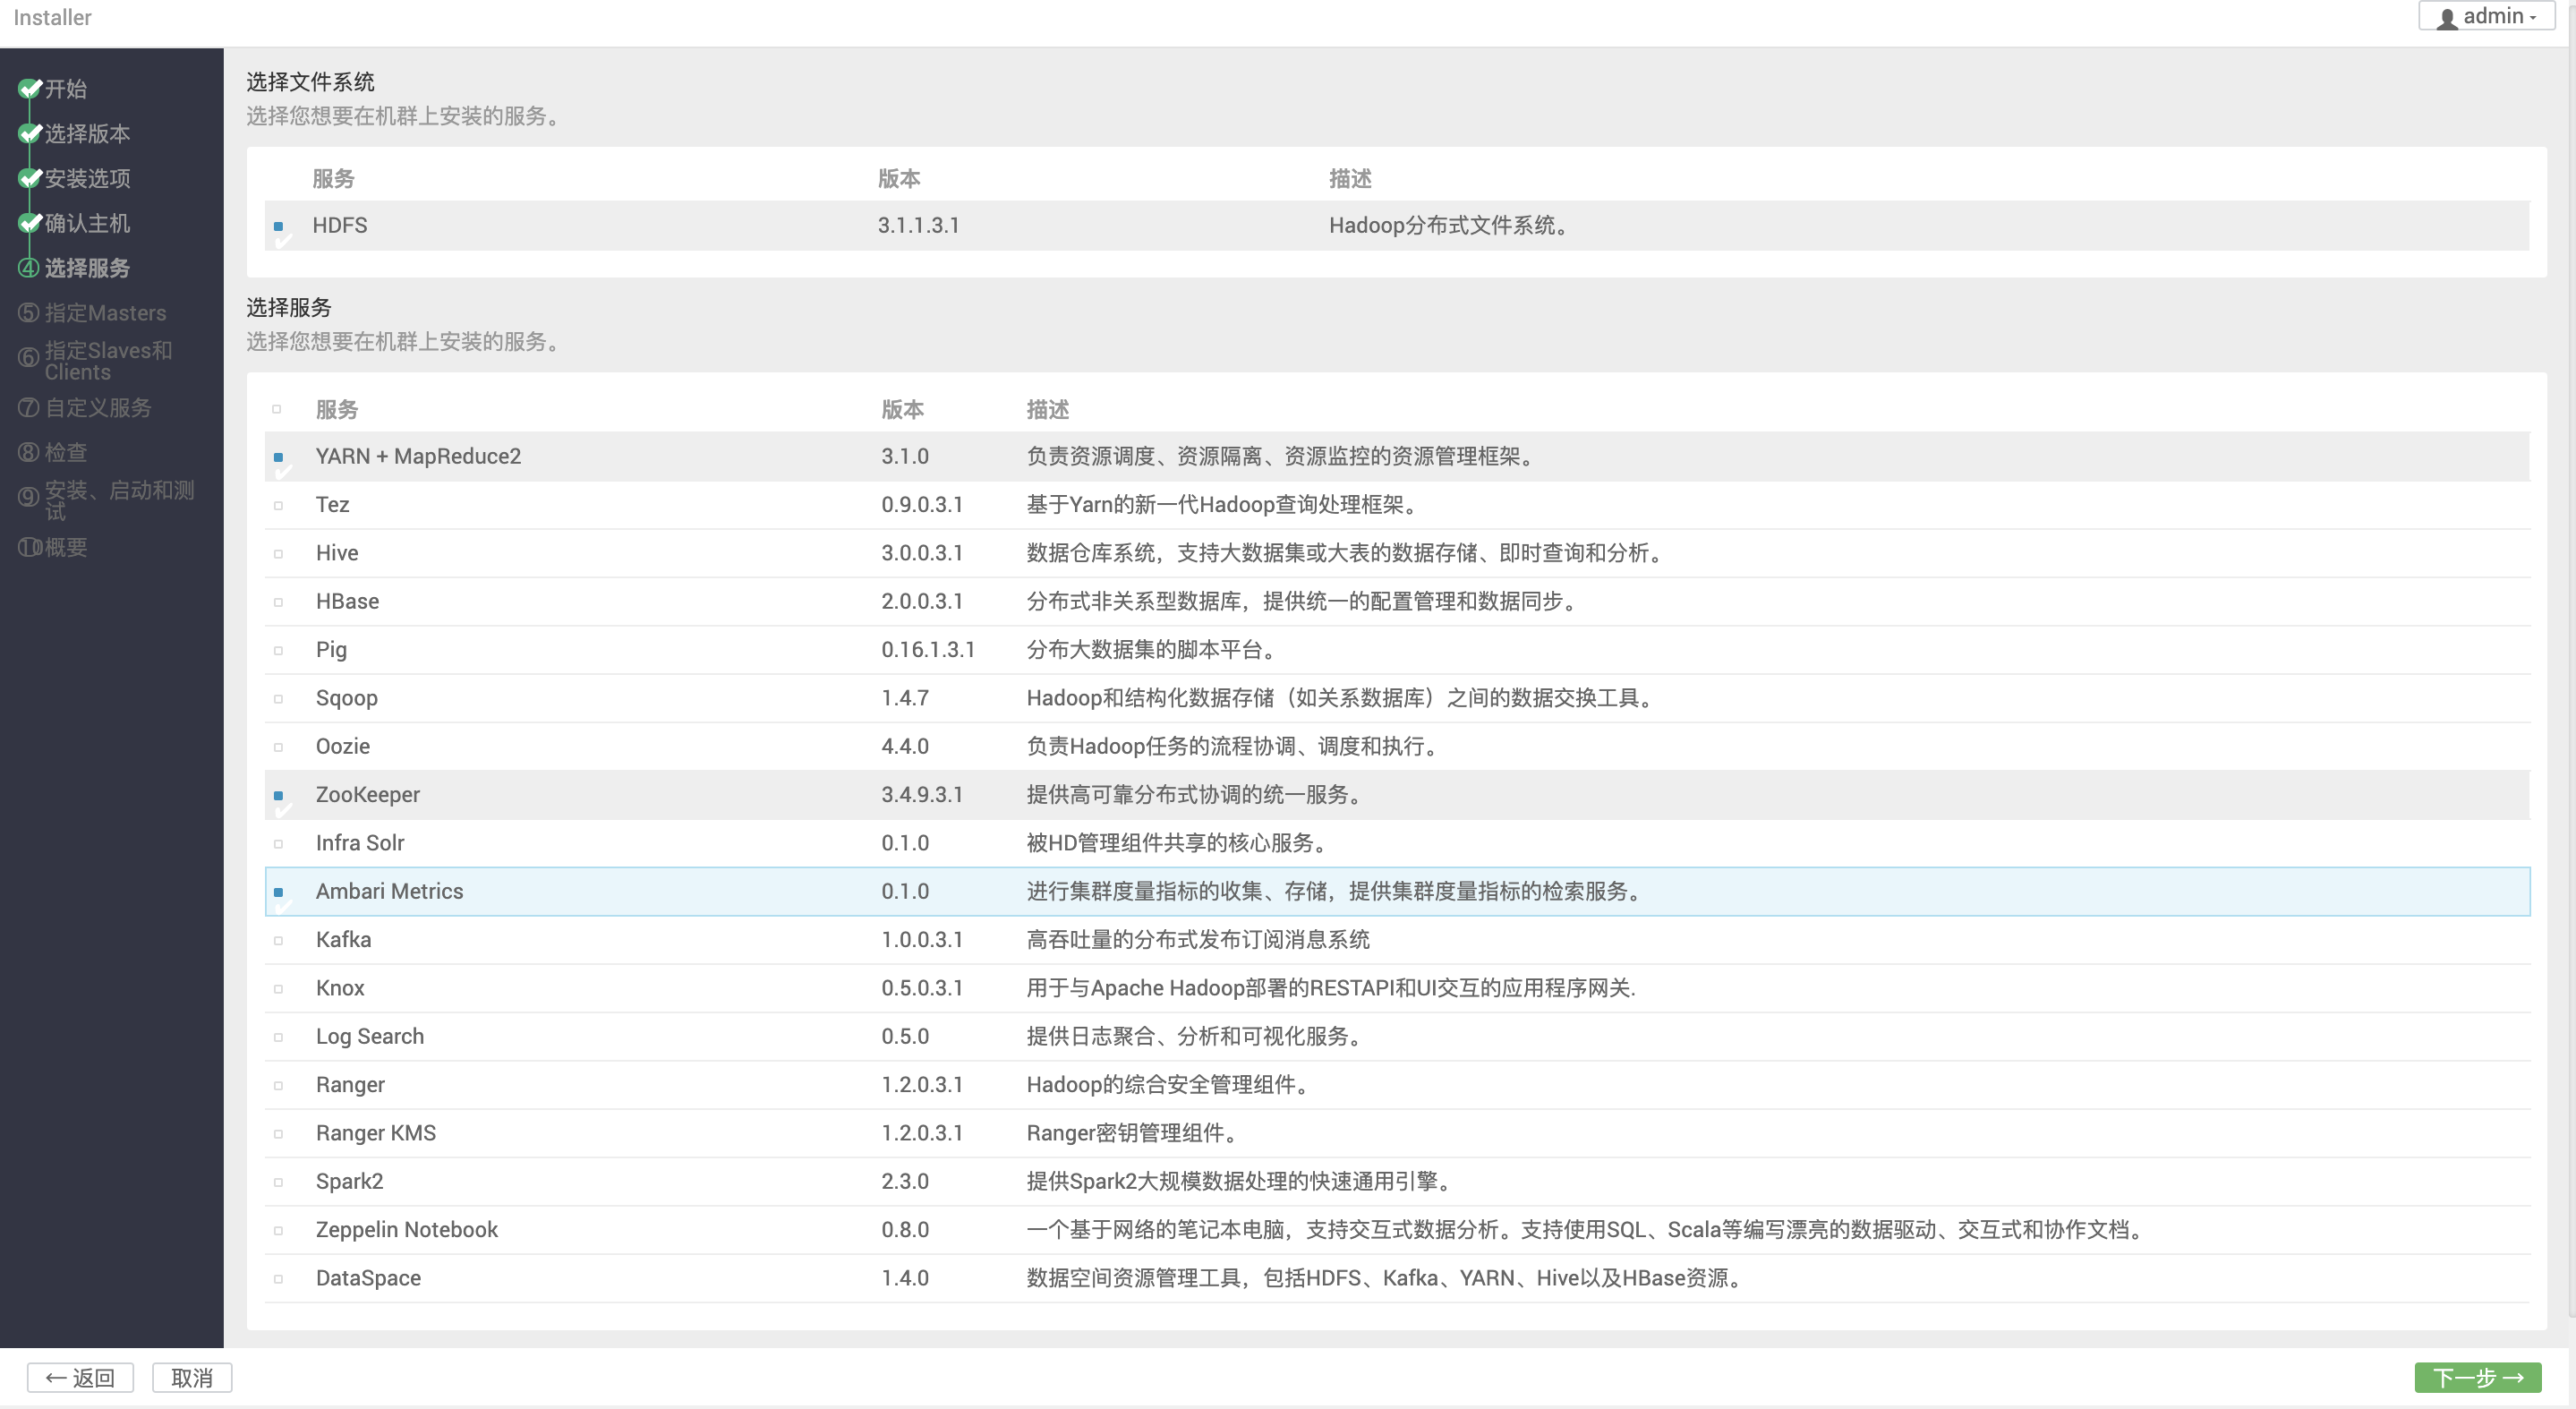 Installer
admin
开始
选择版本
安装选项
确认主机
④ 选择服务
⑤ 指定Masters
⑥ 指定Slaves和
Clients
⑦ 自定义服务
⑧ 检查
⑨ 安装、启动和测
试
⑩ 概要
选择文件系统
选择您想要在机群上安装的服务。
服务 版本 描述
HDFS 3.1.1.3.1 Hadoop分布式文件系统。
选择服务
选择您想要在机群上安装的服务。
服务 版本 描述
YARN + MapReduce2 3.1.0 负责资源调度、资源隔离、资源监控的资源管理框架。
Tez 0.9.0.3.1 基于Yarn的新一代Hadoop查询处理框架。
Hive 3.0.0.3.1 数据仓库系统，支持大数据集或大表的数据存储、即时查询和分析。
HBase 2.0.0.3.1 分布式非关系型数据库，提供统一的配置管理和数据同步。
Pig 0.16.1.3.1 分布大数据集的脚本平台。
Sqoop 1.4.7 Hadoop和结构化数据存储（如关系数据库）之间的数据交换工具。
Oozie 4.4.0 负责Hadoop任务的流程协调、调度和执行。
ZooKeeper 3.4.9.3.1 提供高可靠分布式协调的统一服务。
Infra Solr 0.1.0 被HD管理组件共享的核心服务。
Ambari Metrics 0.1.0 进行集群度量指标的收集、存储，提供集群度量指标的检索服务。
Kafka 1.0.0.3.1 高吞吐量的分布式发布订阅消息系统
Knox 0.5.0.3.1 用于与Apache Hadoop部署的RESTAPI和UI交互的应用程序网关.
Log Search 0.5.0 提供日志聚合、分析和可视化服务。
Ranger 1.2.0.3.1 Hadoop的综合安全管理组件。
Ranger KMS 1.2.0.3.1 Ranger密钥管理组件。
Spark2 2.3.0 提供Spark2大规模数据处理的快速通用引擎。
Zeppelin Notebook 0.8.0 一个基于网络的笔记本电脑，支持交互式数据分析。支持使用SQL、Scala等编写漂亮的数据驱动、交互式和协作文档。
DataSpace 1.4.0 数据空间资源管理工具，包括HDFS、Kafka、YARN、Hive以及HBase资源。
← 返回 取消 下一步 →